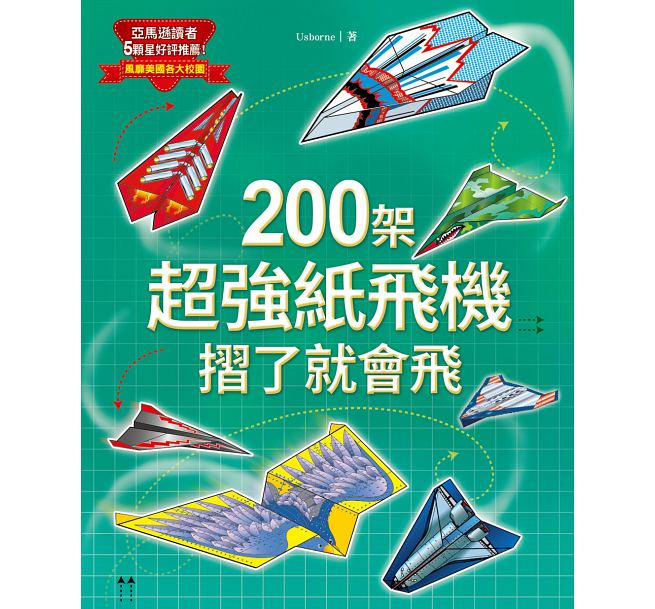 亞馬遜讀者
5顆星好評推薦！
風靡美國各大校園
Usborne｜著
200架
超強紙飛機
摺了就會飛